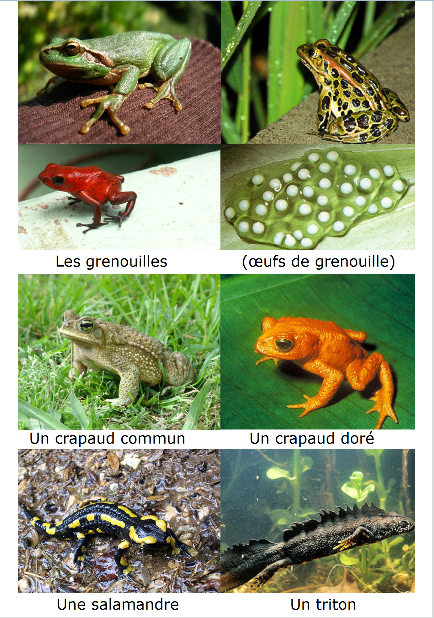 Les grenouilles
(œufs de grenouille)
Un crapaud commun
Un crapaud doré
Une salamandre
Un triton